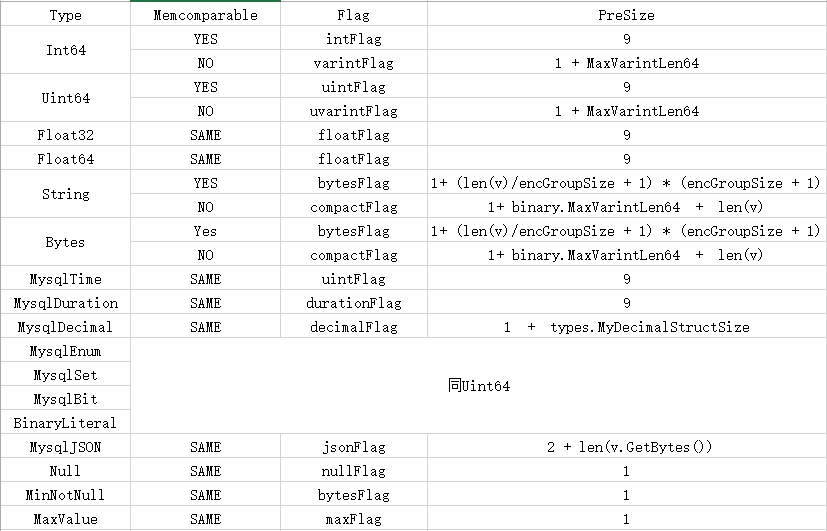 Type Memcomparable Flag PreSize
Int64 YES intFlag 9
NO varintFlag 1 + MaxVarintLen64
Uint64 YES uintFlag 9
NO uvarintFlag 1 + MaxVarintLen64
Float32 SAME floatFlag 9
Float64 SAME floatFlag 9
String YES bytesFlag 1+ (len(v)/encGroupSize + 1) * (encGroupSize + 1)
NO compactFlag 1+ binary.MaxVarintLen64 + len(v)
Bytes Yes bytesFlag 1+ (len(v)/encGroupSize + 1) * (encGroupSize + 1)
NO compactFlag 1+ binary.MaxVarintLen64 + len(v)
MysqlTime SAME uintFlag 9
MysqlDuration SAME durationFlag 9
MysqlDecimal SAME decimalFlag 1 + types.MyDecimalStructSize
MysqlEnum
MysqlSet
同Uint64
MysqlBit
BinaryLiteral
MysqlJSON SAME jsonFlag 2 + len(v.GetBytes())
Null SAME nullFlag 1
MinNotNull SAME bytesFlag 1
MaxValue SAME maxFlag 1